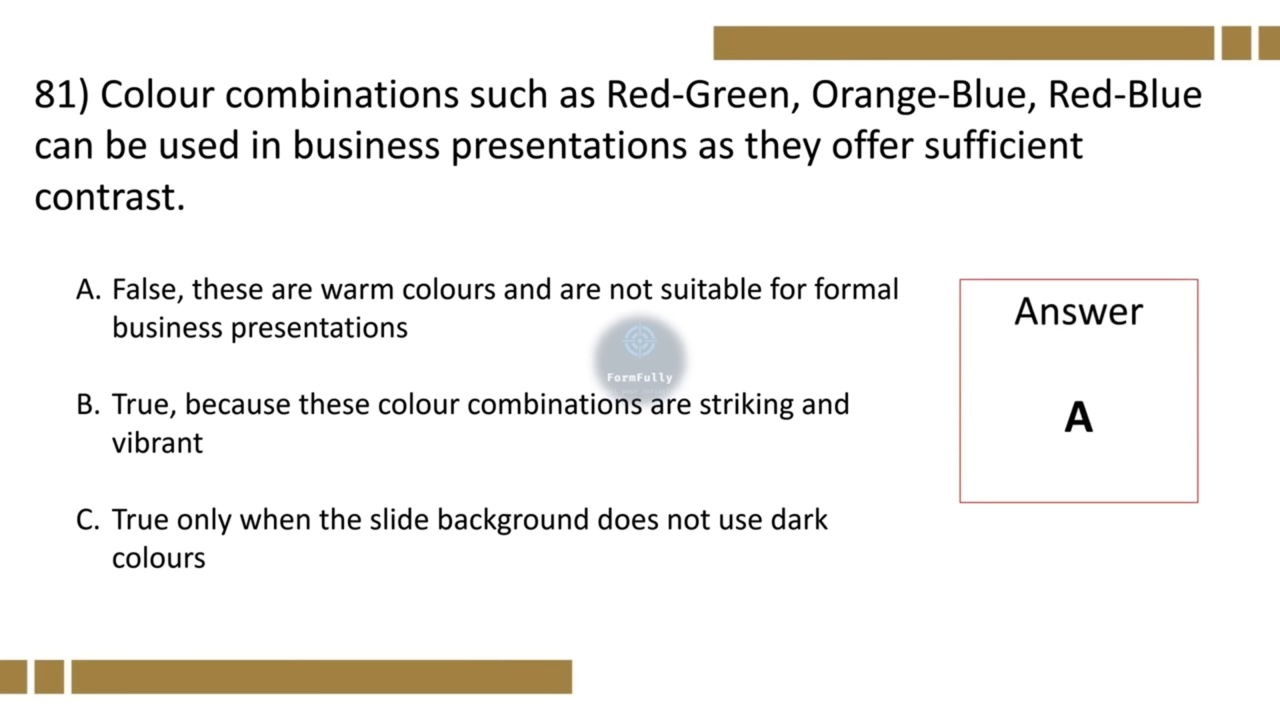 81) Colour combinations such as Red-Green, Orange-Blue, Red-Blue
can be used in business presentations as they offer sufficient
contrast.
A. False, these are warm colours and are not suitable for formal
business presentations
B. True, because these colour combinations are striking and
vibrant
C. True only when the slide background does not use dark
colours
Answer
A
FormFully